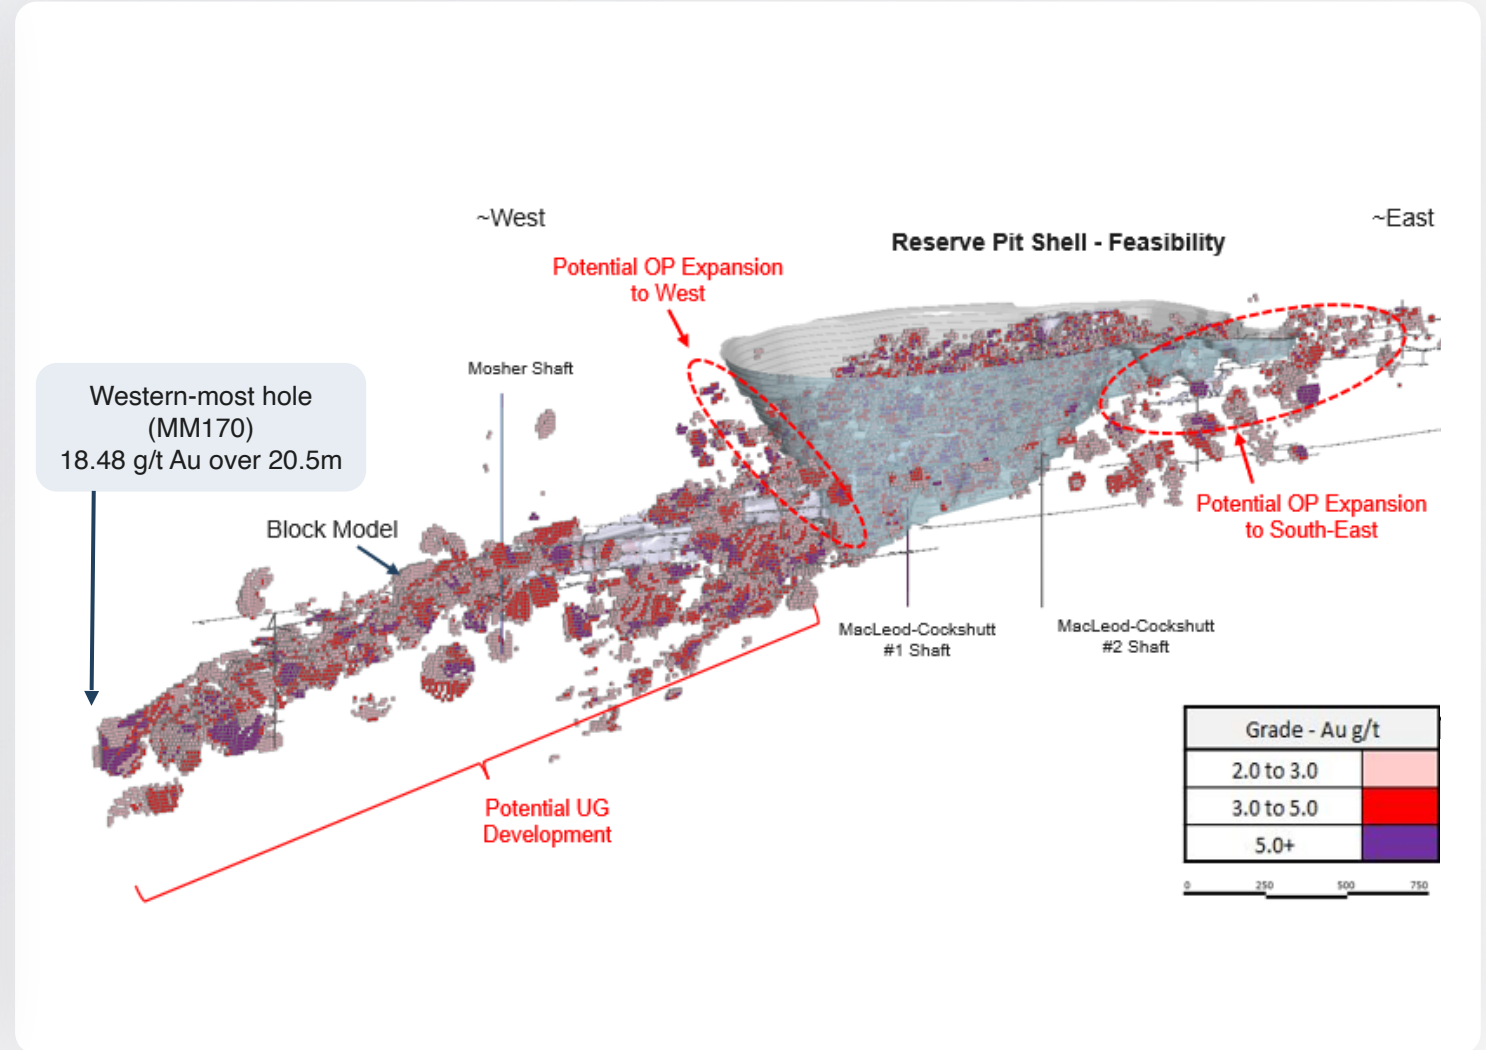 ~West
~East
Reserve Pit Shell - Feasibility
Potential OP Expansion
to West
Mosher Shaft
Western-most hole
(MM170)
18.48 g/t Au over 20.5m
Block Model
Potential OP Expansion
to South-East
MacLeod-Cockshutt
#1 Shaft
MacLeod-Cockshutt
#2 Shaft
Potential UG
Development
Grade - Au g/t
2.0 to 3.0
3.0 to 5.0
5.0+
0 250 500 750